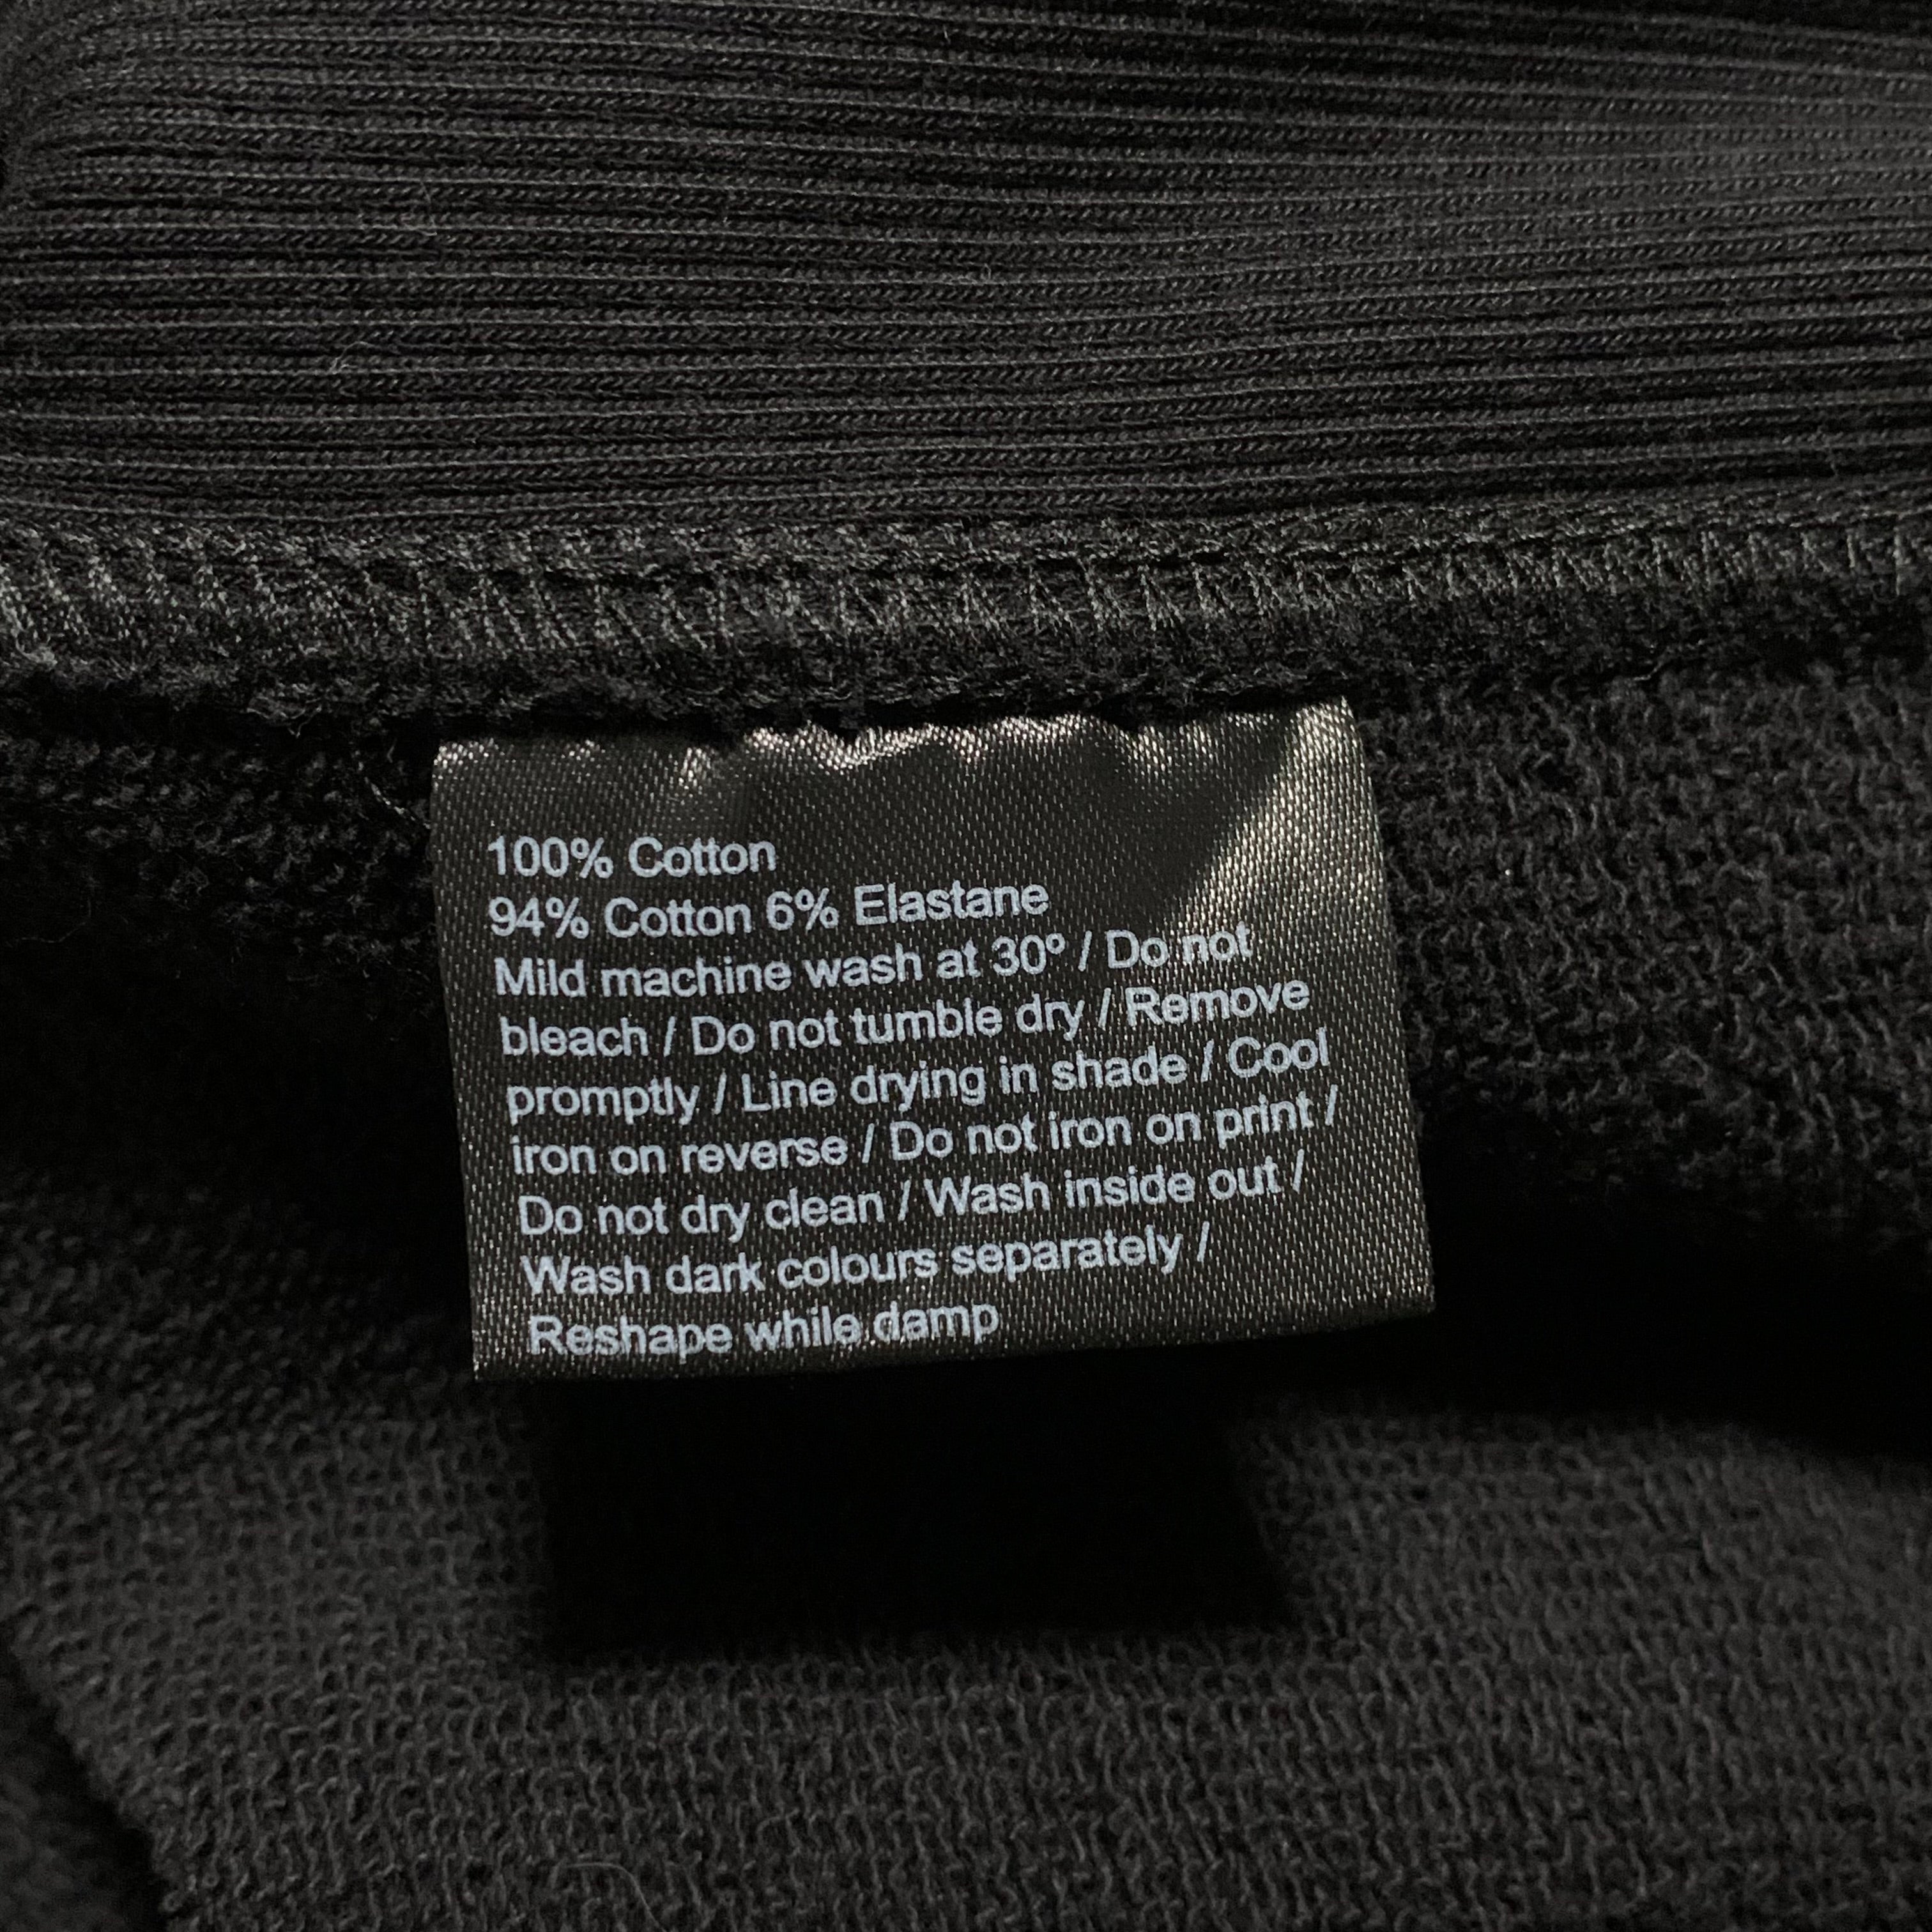 100% Cotton
94% Cotton 6% Elastane
Mild machine wash at 30º / Do not
bleach / Do not tumble dry / Remove
promptly / Line drying in shade / Cool
iron on reverse / Do not iron on print /
Do not dry clean / Wash inside out /
Wash dark colours separately /
Reshape while damp